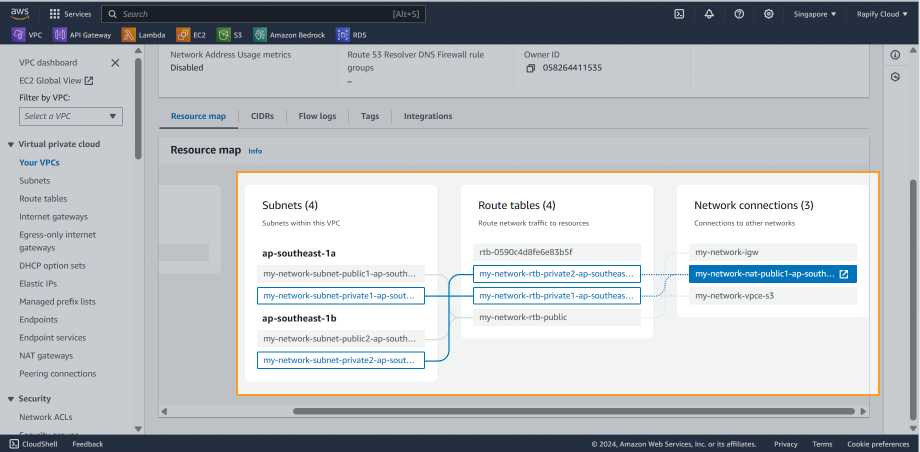 aws
Services
Search
[Alt+S]
Singapore
Rapify Cloud
VPC
API Gateway
Lambda
EC2
S3
Amazon Bedrock
RDS
VPC dashboard
EC2 Global View
Filter by VPC:
Select a VPC
Virtual private cloud
Your VPCs
Subnets
Route tables
Internet gateways
Egress-only internet
gateways
DHCP option sets
Elastic IPs
Managed prefix lists
Endpoints
Endpoint services
NAT gateways
Peering connections
Security
Network ACLs
Security groups
Network Address Usage metrics
Disabled
Route 53 Resolver DNS Firewall rule
groups
–
Owner ID
058264411535
Resource map
CIDRs
Flow logs
Tags
Integrations
Resource map Info
Subnets (4)
Subnets within this VPC
ap-southeast-1a
my-network-subnet-public1-ap-south...
my-network-subnet-private1-ap-sout...
ap-southeast-1b
my-network-subnet-public2-ap-south...
my-network-subnet-private2-ap-sout...
Route tables (4)
Route network traffic to resources
rtb-0590c4d8fe6e83b5f
my-network-rtb-private2-ap-southeas...
my-network-rtb-private1-ap-southeas...
my-network-rtb-public
Network connections (3)
Connections to other networks
my-network-igw
my-network-nat-public1-ap-south...
my-network-vpce-s3
CloudShell
Feedback
© 2024, Amazon Web Services, Inc. or its affiliates.
Privacy
Terms
Cookie preferences